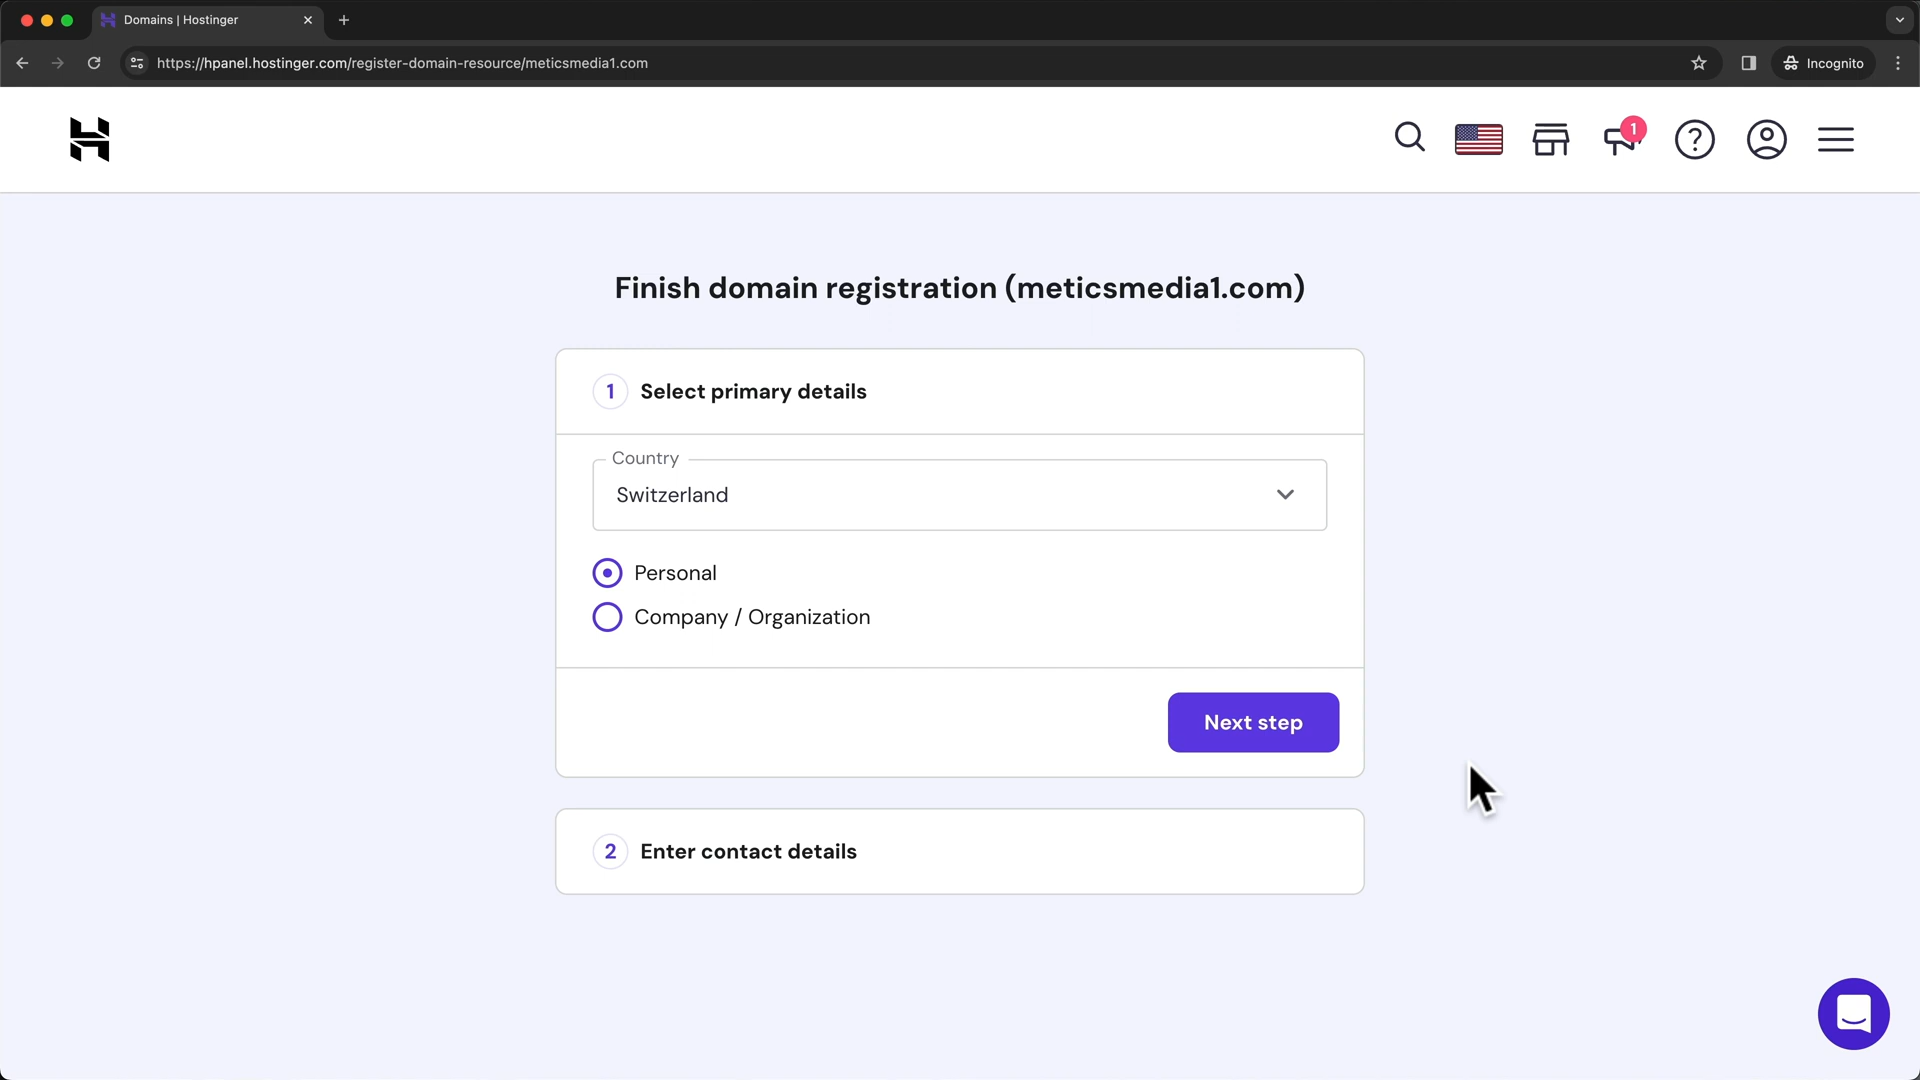 Domains | Hostinger
https://hpanel.hostinger.com/register-domain-resource/meticsmedia1.com
Incognito
1
Finish domain registration (meticsmedia1.com)
1 Select primary details
Country
Switzerland
Personal
Company / Organization
Next step
2 Enter contact details